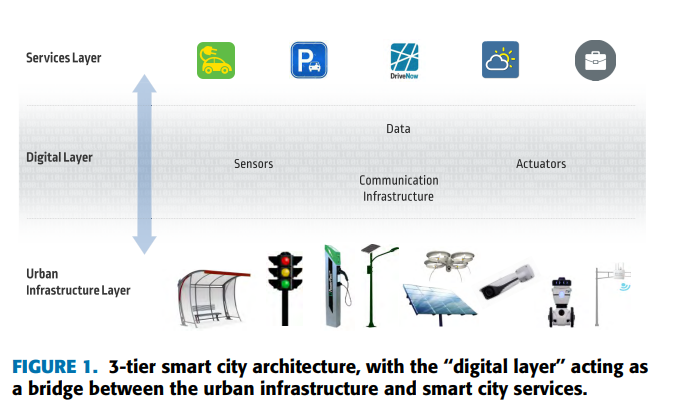 Services Layer
P
DriveNow
Data
Digital Layer
Sensors
Actuators
Communication
Infrastructure
Urban
Infrastructure Layer
FIGURE 1. 3-tier smart city architecture, with the “digital layer” acting as
a bridge between the urban infrastructure and smart city services.